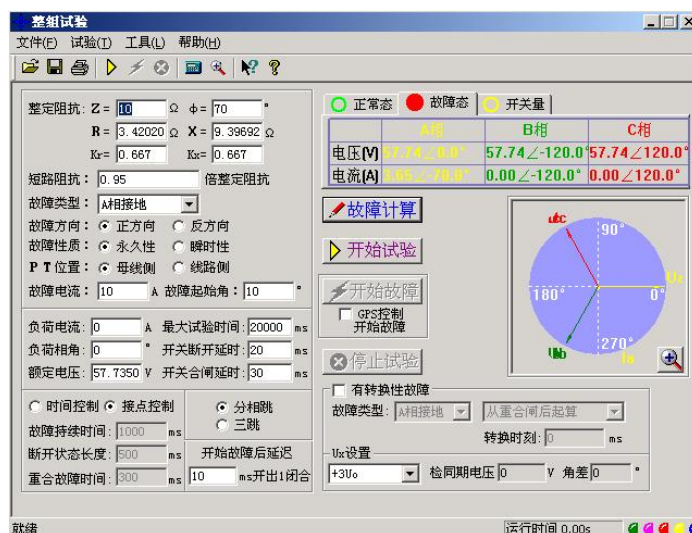 整组试验
文件(F) 试验(T) 工具(L) 帮助(H)
整定阻抗: Z = 10 Ω φ = 70 °
R = 3.42020 Ω X = 9.39692 Ω
Kr= 0.667 Kx= 0.667
短路阻抗: 0.95 倍整定阻抗
故障类型: A相接地
故障方向: 正方向 反方向
故障性质: 永久性 瞬时性
PT位置: 母线侧 线路侧
故障电流: 10 A 故障起始角: 10 °
负荷电流: 0 A 最大试验时间: 20000 ms
负荷相角: 0 ° 开关断开延时: 20 ms
额定电压: 57.7350 V 开关合闸延时: 30 ms
时间控制 接点控制
故障持续时间: 1000 ms
断开状态长度: 500 ms
重合故障时间: 300 ms
分相跳
三跳
开始故障后延迟
10 ms开出1闭合
正常态 故障态 开关量
A相 B相 C相
电压(V) 57.74∠0.0° 57.74∠-120.0° 57.74∠120.0°
电流(A) 3.65∠-70.0° 0.00∠-120.0° 0.00∠120.0°
故障计算
开始试验
开始故障
GPS控制
开始故障
停止试验
90°
180° 0°
270°
有转换性故障
故障类型: A相接地 从重合闸后起算
转换时刻: 0 ms
Ux设置
+3Uo 检同期电压 0 V 角差 0 °
就绪 运行时间 0.00s